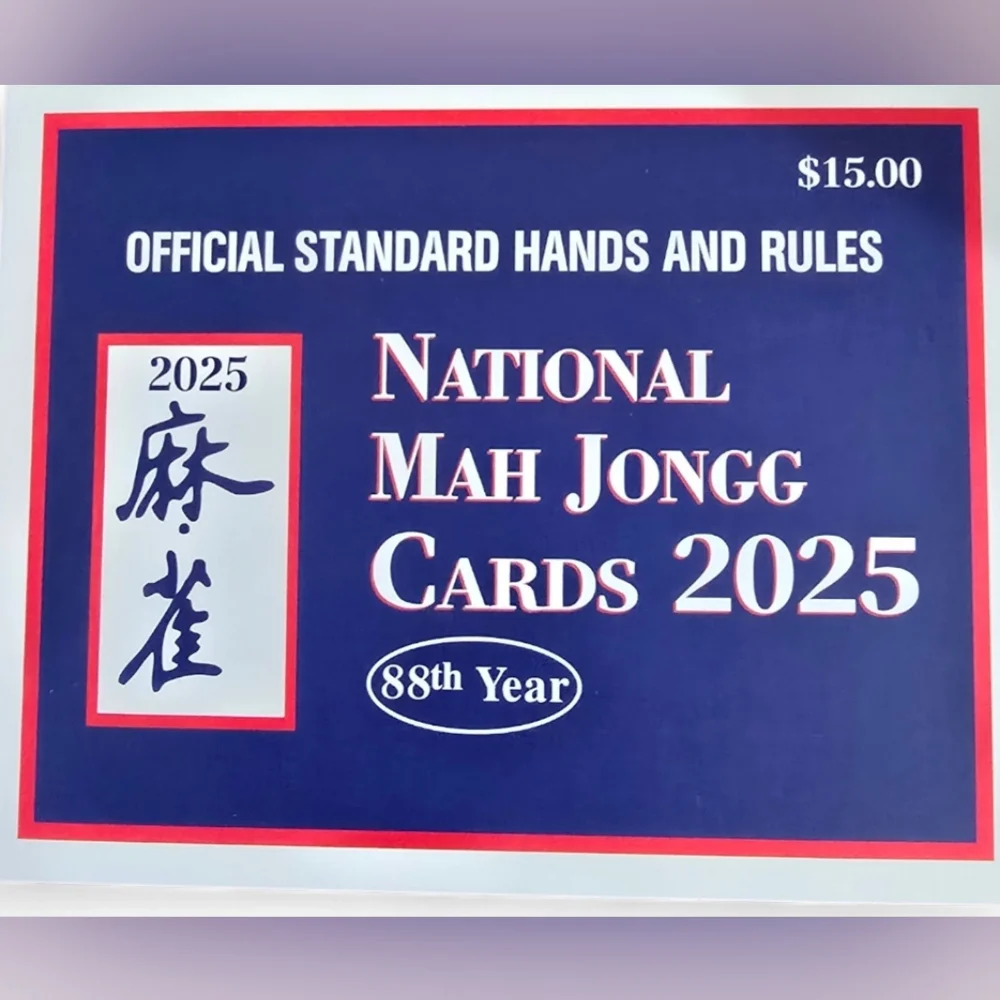 $15.00
OFFICIAL STANDARD HANDS AND RULES
2025
麻
雀
NATIONAL
MAH JONGG
CARDS 2025
88th Year